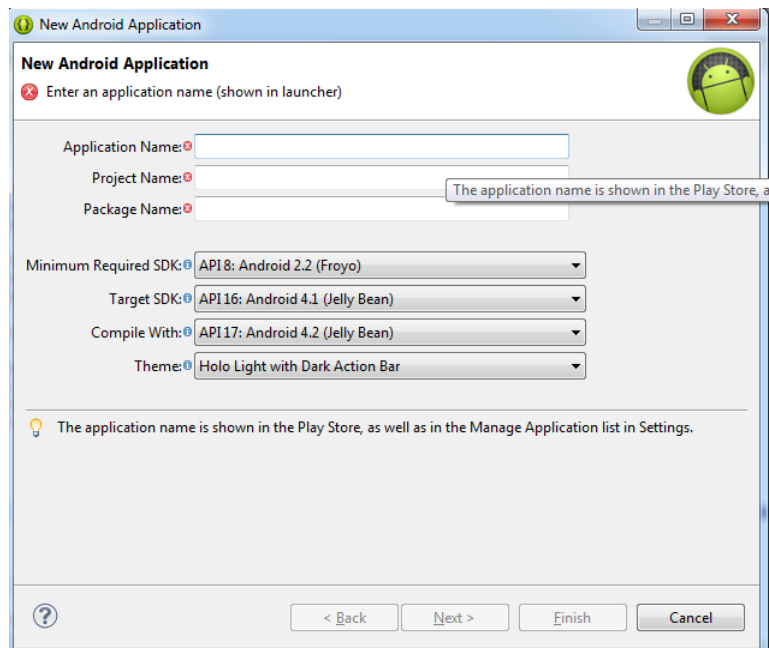 New Android Application
New Android Application
Enter an application name (shown in launcher)
Application Name:
Project Name:
The application name is shown in the Play Store, a
Package Name:
Minimum Required SDK: API 8: Android 2.2 (Froyo)
Target SDK: API 16: Android 4.1 (Jelly Bean)
Compile With: API 17: Android 4.2 (Jelly Bean)
Theme: Holo Light with Dark Action Bar
The application name is shown in the Play Store, as well as in the Manage Application list in Settings.
? < Back Next > Finish Cancel